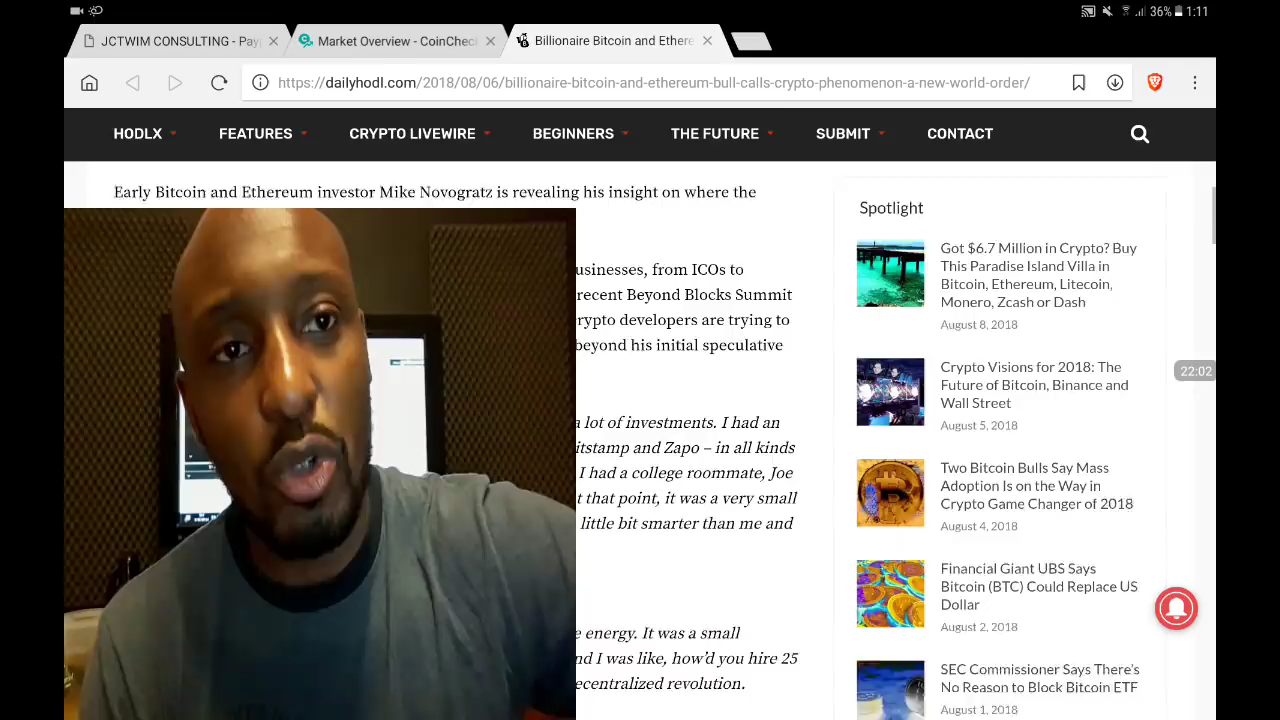 36% 1:11
JCTWIM CONSULTING - Payp
Market Overview - CoinChec
Billionaire Bitcoin and Ethere
https://dailyhodl.com/2018/08/06/billionaire-bitcoin-and-ethereum-bull-calls-crypto-phenomenon-a-new-world-order/
HODLX FEATURES CRYPTO LIVEWIRE BEGINNERS THE FUTURE SUBMIT CONTACT
Early Bitcoin and Ethereum investor Mike Novogratz is revealing his insight on where the
usinesses, from ICOs to
recent Beyond Blocks Summit
rypto developers are trying to
beyond his initial speculative
a lot of investments. I had an
itstamp and Zapo – in all kinds
I had a college roommate, Joe
t that point, it was a very small
little bit smarter than me and
e energy. It was a small
nd I was like, how'd you hire 25
ecentralized revolution.
Spotlight
Got $6.7 Million in Crypto? Buy
This Paradise Island Villa in
Bitcoin, Ethereum, Litecoin,
Monero, Zcash or Dash
August 8, 2018
Crypto Visions for 2018: The
Future of Bitcoin, Binance and
Wall Street
August 5, 2018
Two Bitcoin Bulls Say Mass
Adoption Is on the Way in
Crypto Game Changer of 2018
August 4, 2018
Financial Giant UBS Says
Bitcoin (BTC) Could Replace US
Dollar
August 2, 2018
SEC Commissioner Says There's
No Reason to Block Bitcoin ETF
August 1, 2018
22:02